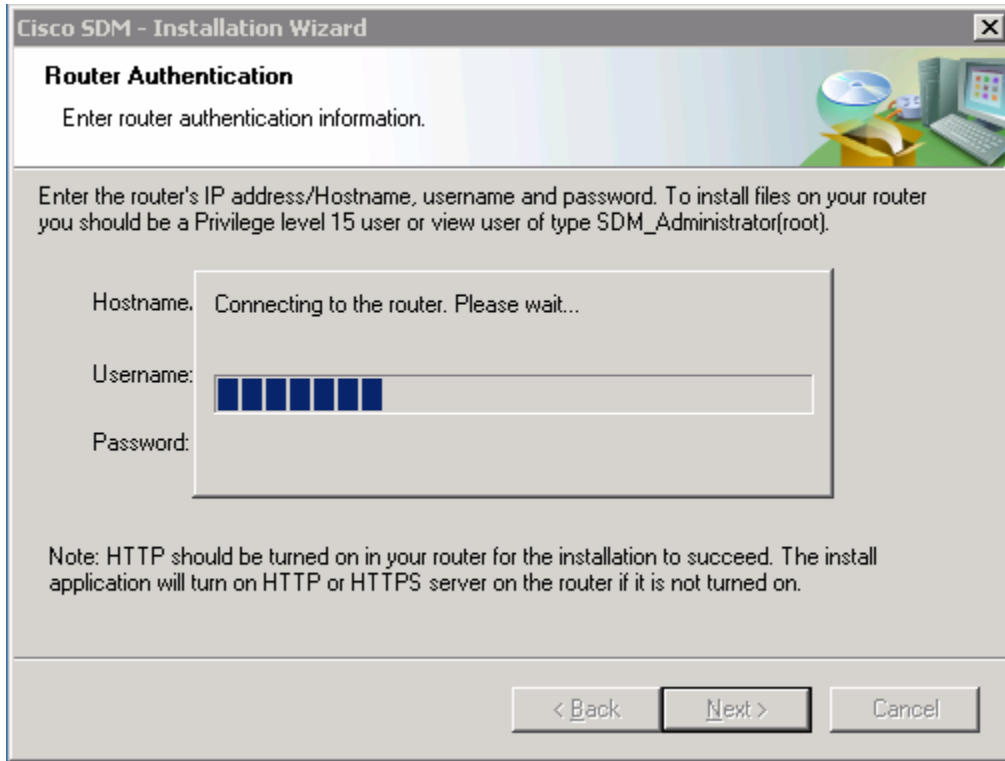 Cisco SDM - Installation Wizard
Router Authentication
Enter router authentication information.
Enter the router's IP address/Hostname, username and password. To install files on your router
you should be a Privilege level 15 user or view user of type SDM_Administrator(root).
Hostname.
Connecting to the router. Please wait...
Username:
Password:
Note: HTTP should be turned on in your router for the installation to succeed. The install
application will turn on HTTP or HTTPS server on the router if it is not turned on.
< Back
Next >
Cancel